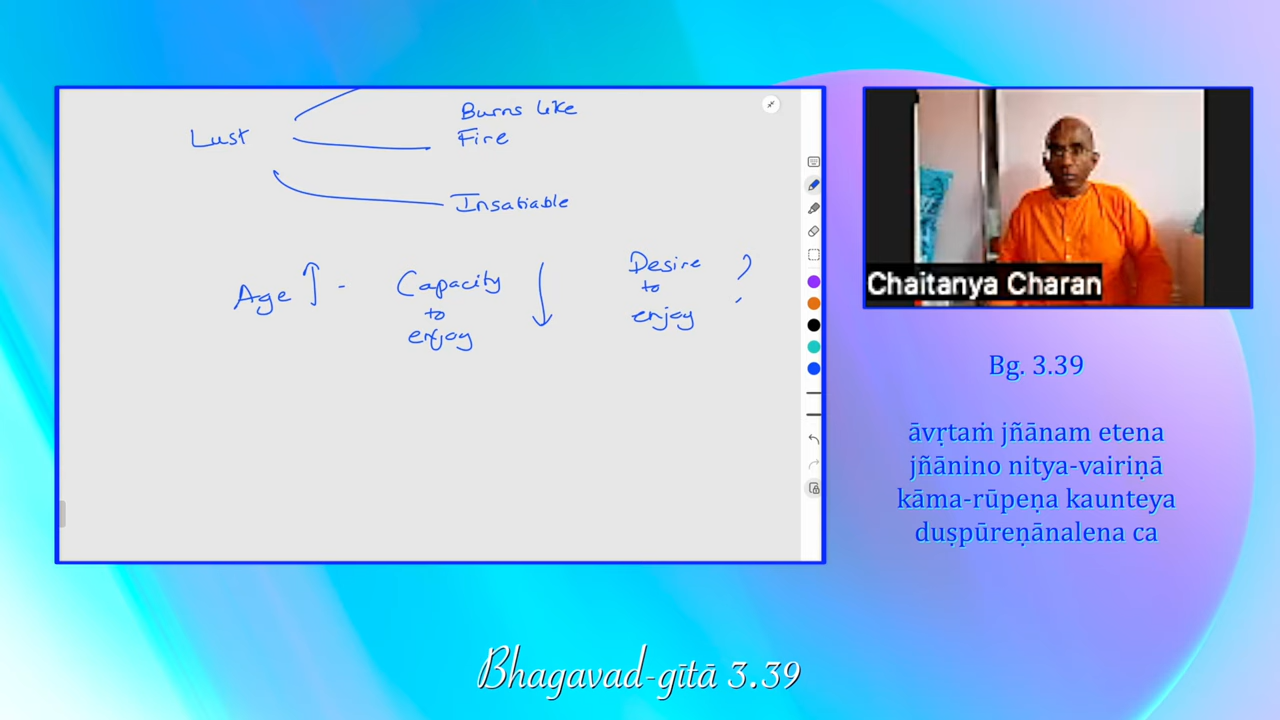 Burns like
Lust
Fire
Insatiable
Age - Capacity to enjoy
Desire to enjoy ?
Chaitanya Charan
Bg. 3.39
āvṛtaṁ jñānam etena
jñānino nitya-vairiṇā
kāma-rūpeṇa kaunteya
duṣpūreṇānalena ca
Bhagavad-gītā 3.39